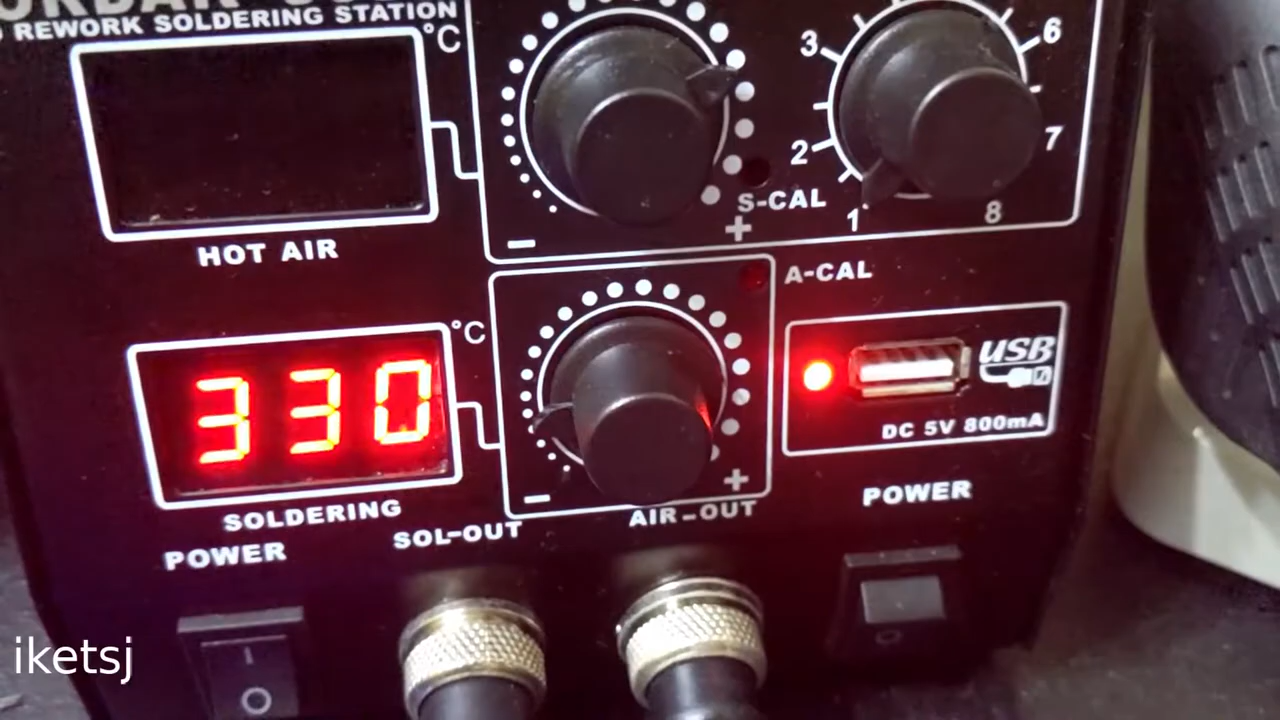 REWORK SOLDERING STATION
°C
3
6
2
7
S-CAL
1
8
−
+
HOT AIR
A-CAL
°C
330
USB
DC 5V 800mA
−
+
SOLDERING
SOL-OUT
AIR-OUT
POWER
POWER
iketsj